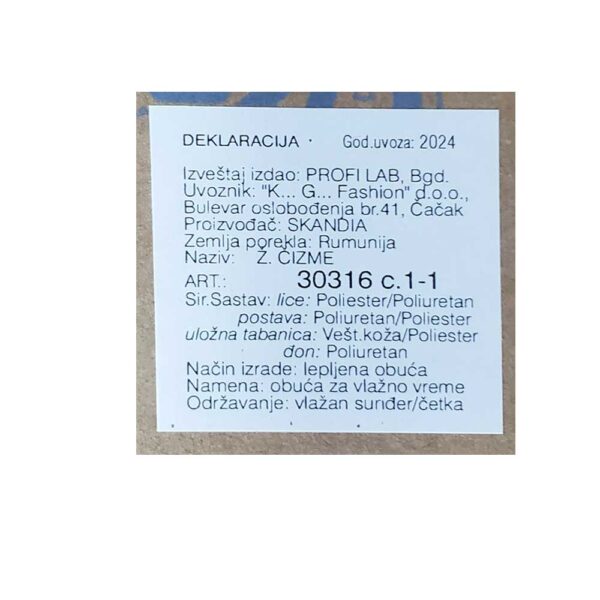 DEKLARACIJA · God.uvoza: 2024
Izveštaj izdao: PROFI LAB, Bgd.
Uvoznik: "K... G... Fashion" d.o.o.,
Bulevar oslobođenja br.41, Čačak
Proizvođač: SKANDIA
Zemlja porekla: Rumunija
Naziv: Ž. ČIZME
ART.: 30316 c.1-1
Sir.Sastav: lice: Poliester/Poliuretan
postava: Poliuretan/Poliester
uložna tabanica: Vešt.koža/Poliester
đon: Poliuretan
Način izrade: lepljena obuća
Namena: obuća za vlažno vreme
Održavanje: vlažan sunđer/četka